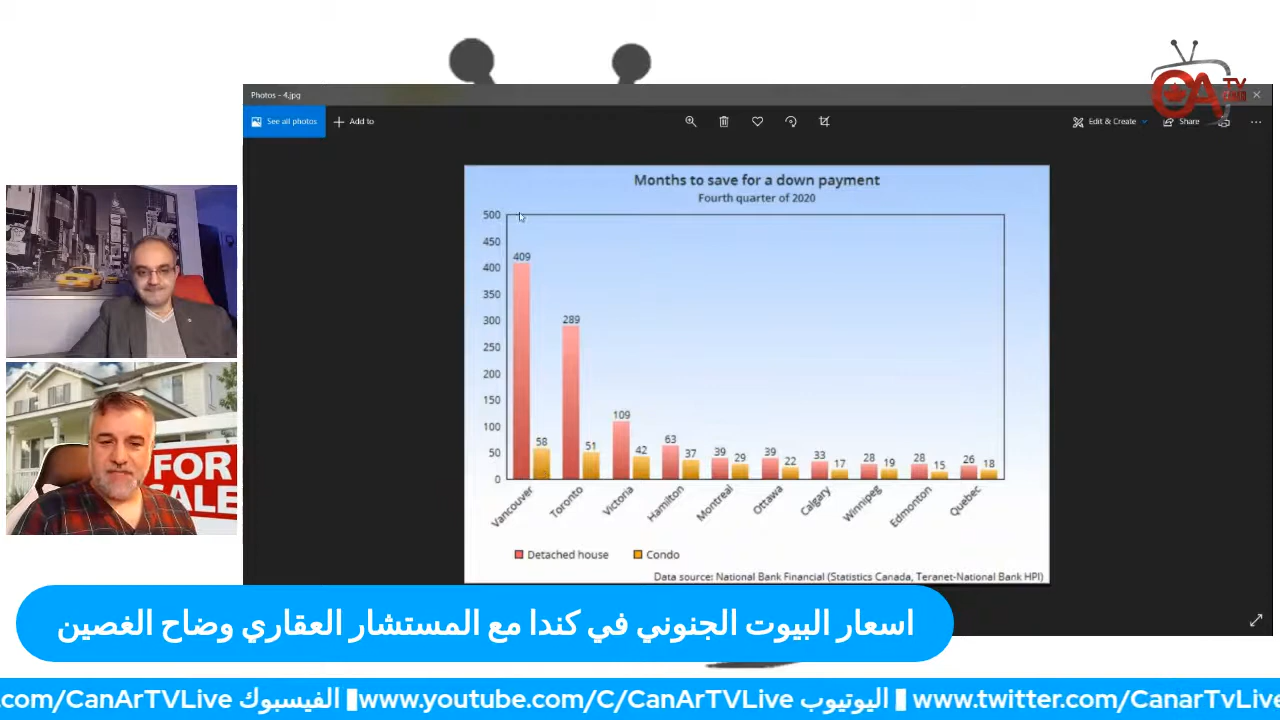 Photos - 4.jpg
See all photos
Add to
Edit & Create
Share
CA TV
Months to save for a down payment
Fourth quarter of 2020
500
450
400
350
300
250
200
150
100
50
0
409
58
289
51
109
42
63
37
39
29
39
22
33
17
28
19
28
15
26
18
Vancouver
Toronto
Victoria
Hamilton
Montreal
Ottawa
Calgary
Winnipeg
Edmonton
Quebec
Detached house
Condo
Data source: National Bank Financial (Statistics Canada, Teranet-National Bank HPI)
FOR
SALE
اسعار البيوت الجنوني في كندا مع المستشار العقاري وضاح الغصين
.com/CanArTVLive الفيسبوك www.youtube.com/C/CanArTVLive اليوتيوب www.twitter.com/CanarTvLive